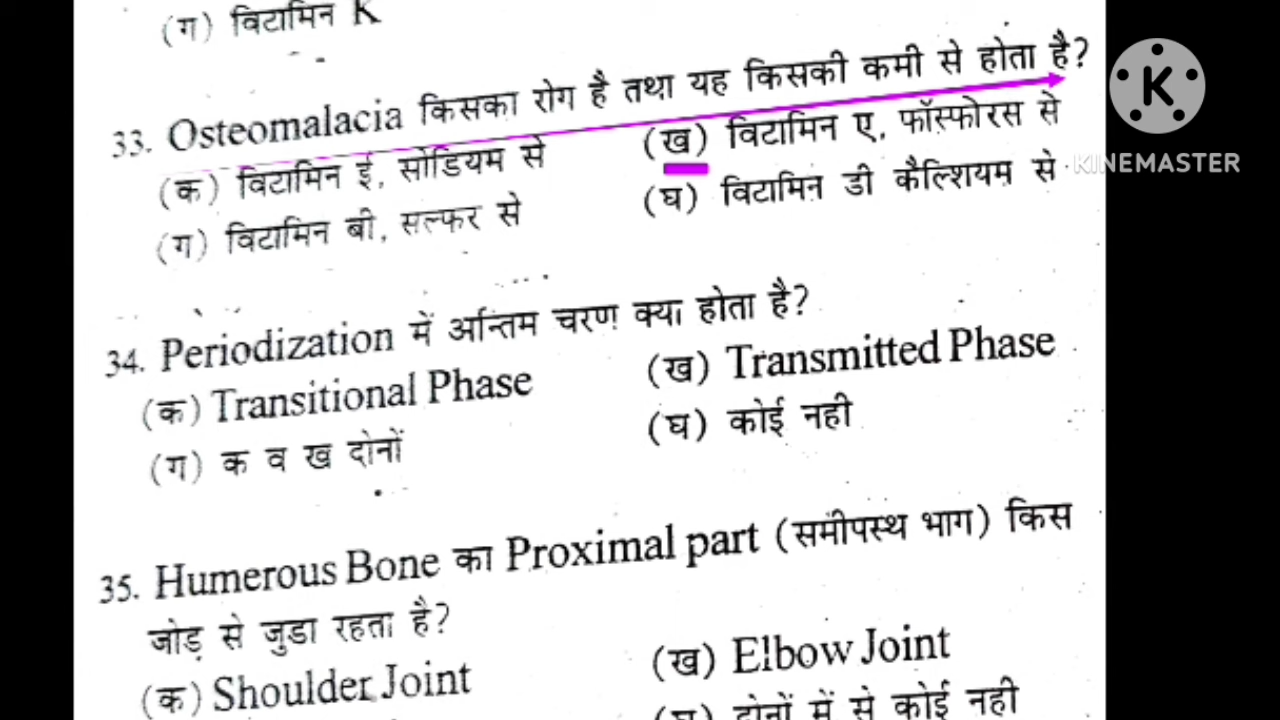 (ग) विटामिन K
33. Osteomalacia किसका रोग है तथा यह किसकी कमी से होता है?
(क) विटामिन ई, सोडियम से (ख) विटामिन ए, फॉस्फोरस से
(ग) विटामिन बी, सल्फर से (घ) विटामिन डी कैल्शियम से
34. Periodization में अन्तिम चरण क्या होता है?
(क) Transitional Phase (ख) Transmitted Phase
(ग) क व ख दोनों (घ) कोई नही
35. Humerous Bone का Proximal part (समीपस्थ भाग) किस
जोड़ से जुडा रहता है?
(क) Shoulder Joint (ख) Elbow Joint
(घ) दोनों में से कोई नही
K
KINEMASTER